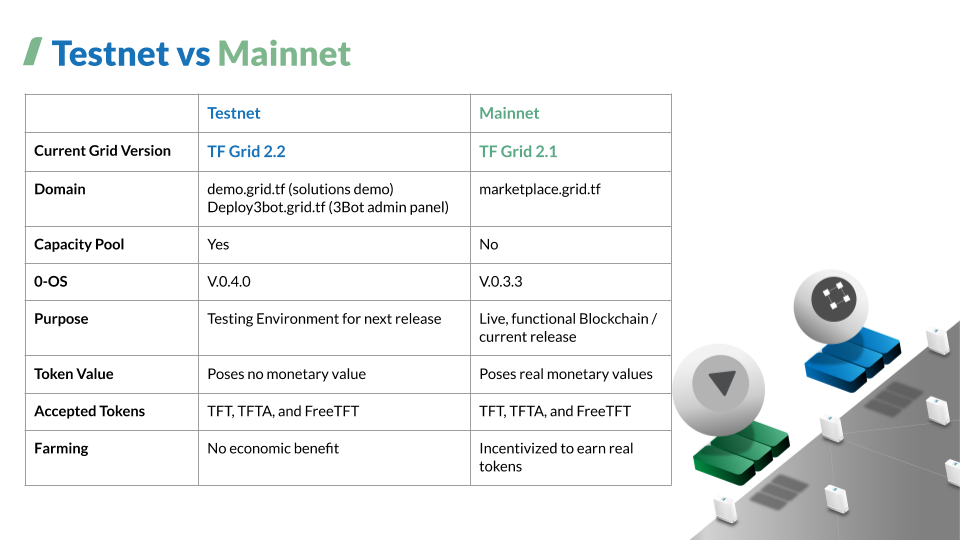 Testnet vs Mainnet
Testnet Mainnet
Current Grid Version TF Grid 2.2 TF Grid 2.1
Domain demo.grid.tf (solutions demo) marketplace.grid.tf
Deploy3bot.grid.tf (3Bot admin panel)
Capacity Pool Yes No
0-OS V.0.4.0 V.0.3.3
Purpose Testing Environment for next release Live, functional Blockchain /
current release
Token Value Poses no monetary value Poses real monetary values
Accepted Tokens TFT, TFTA, and FreeTFT TFT, TFTA, and FreeTFT
Farming No economic benefit Incentivized to earn real
tokens